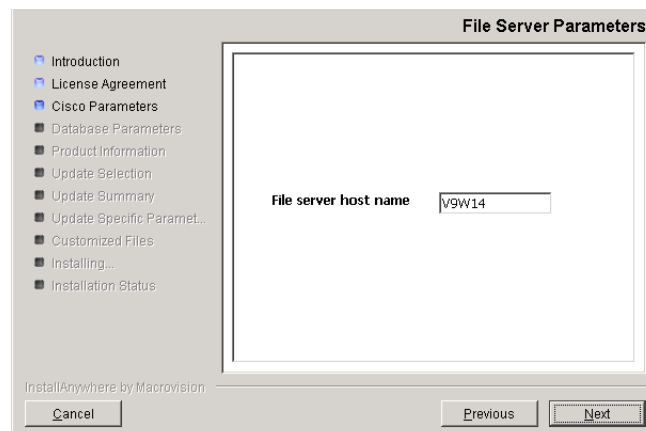 File Server Parameters
Introduction
License Agreement
Cisco Parameters
Database Parameters
Product Information
Update Selection
Update Summary
Update Specific Paramet...
Customized Files
Installing...
Installation Status
File server host name
V9W14
InstallAnywhere by Macrovision
Cancel
Previous
Next